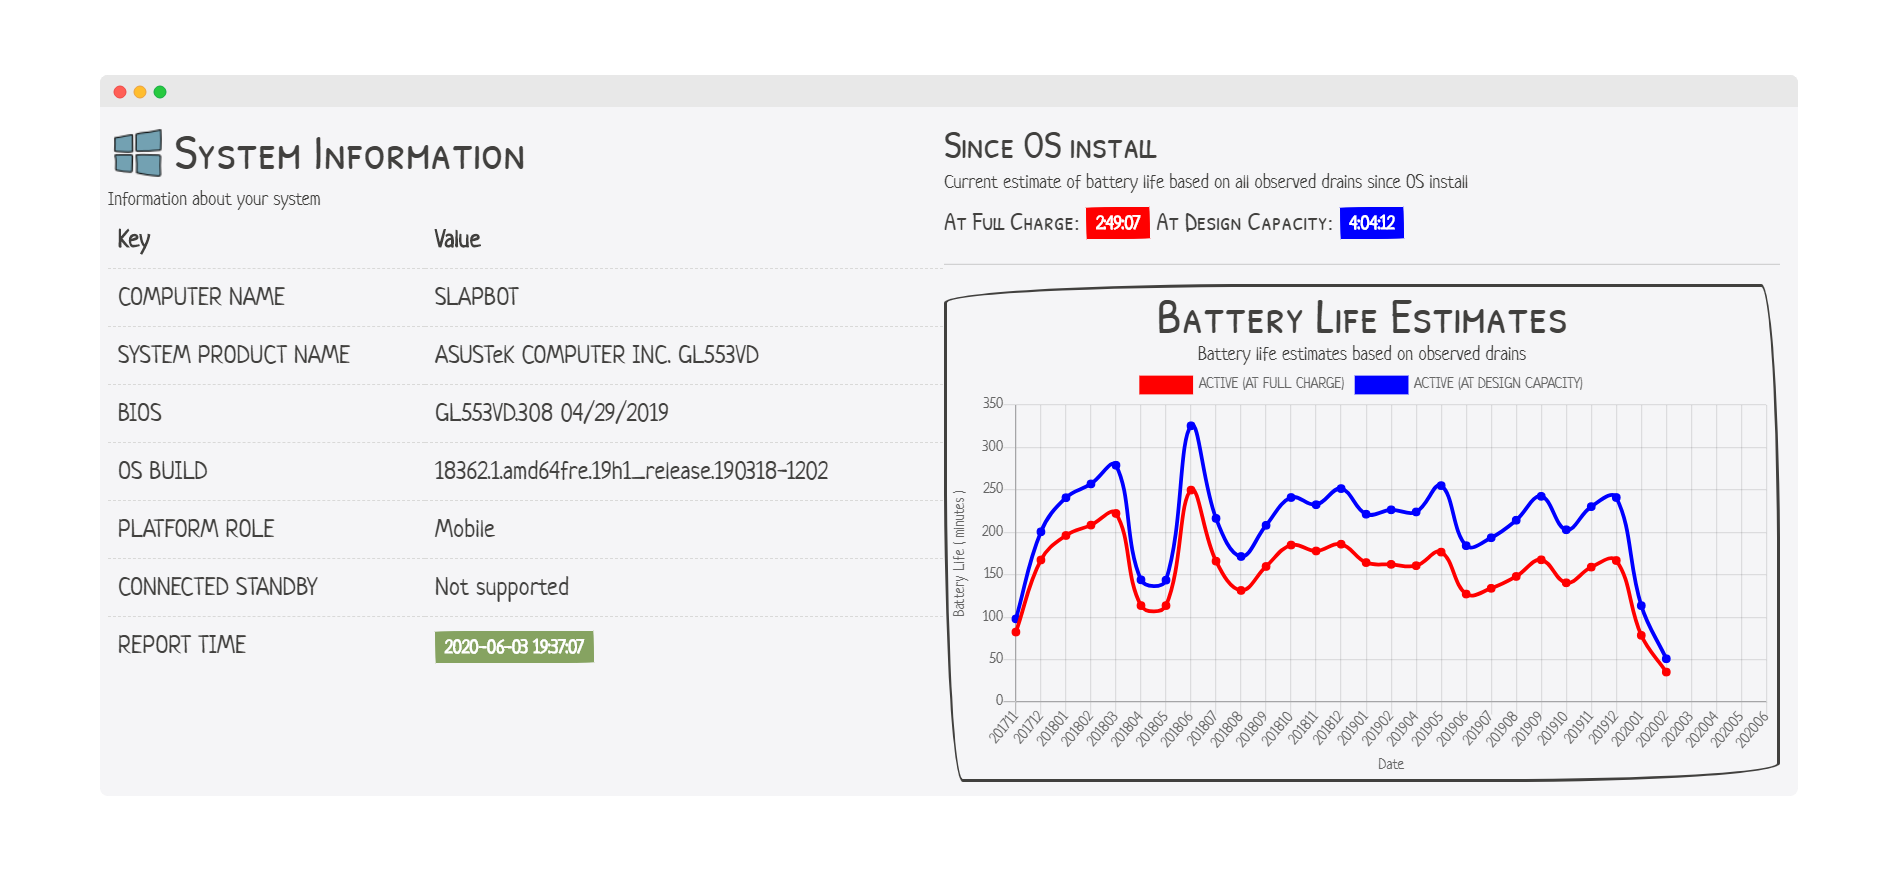 System Information
Information about your system
Key Value
COMPUTER NAME SLAPBOT
SYSTEM PRODUCT NAME ASUSTeK COMPUTER INC. GL553VD
BIOS GL553VD.308 04/29/2019
OS BUILD 18362.1.amd64fre.19h1_release.190318-1202
PLATFORM ROLE Mobile
CONNECTED STANDBY Not supported
REPORT TIME 2020-06-03 19:37:07
Since OS install
Current estimate of battery life based on all observed drains since OS install
At Full Charge: 2:49:07 At Design Capacity: 4:04:12
Battery Life Estimates
Battery life estimates based on observed drains
ACTIVE (AT FULL CHARGE) ACTIVE (AT DESIGN CAPACITY)
Battery Life ( minutes )
350
300
250
200
150
100
50
0
201711 201712 201801 201802 201803 201804 201805 201806 201807 201808 201809 201810 201811 201812 201901 201902 201904 201905 201906 201907 201908 201909 201910 201911 201912 202001 202002 202003 202004 202005 202006
Date